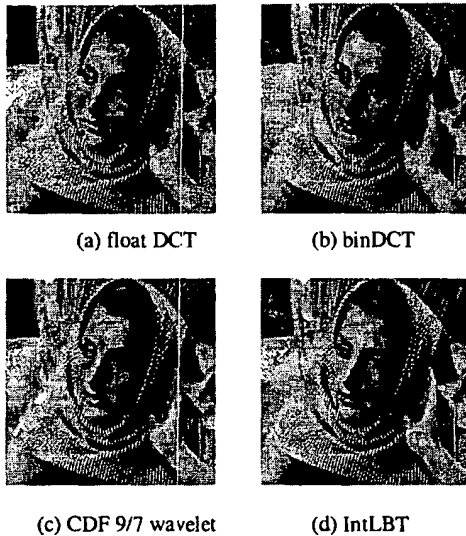 (a) float DCT
(b) binDCT
(c) CDF 9/7 wavelet
(d) IntLBT